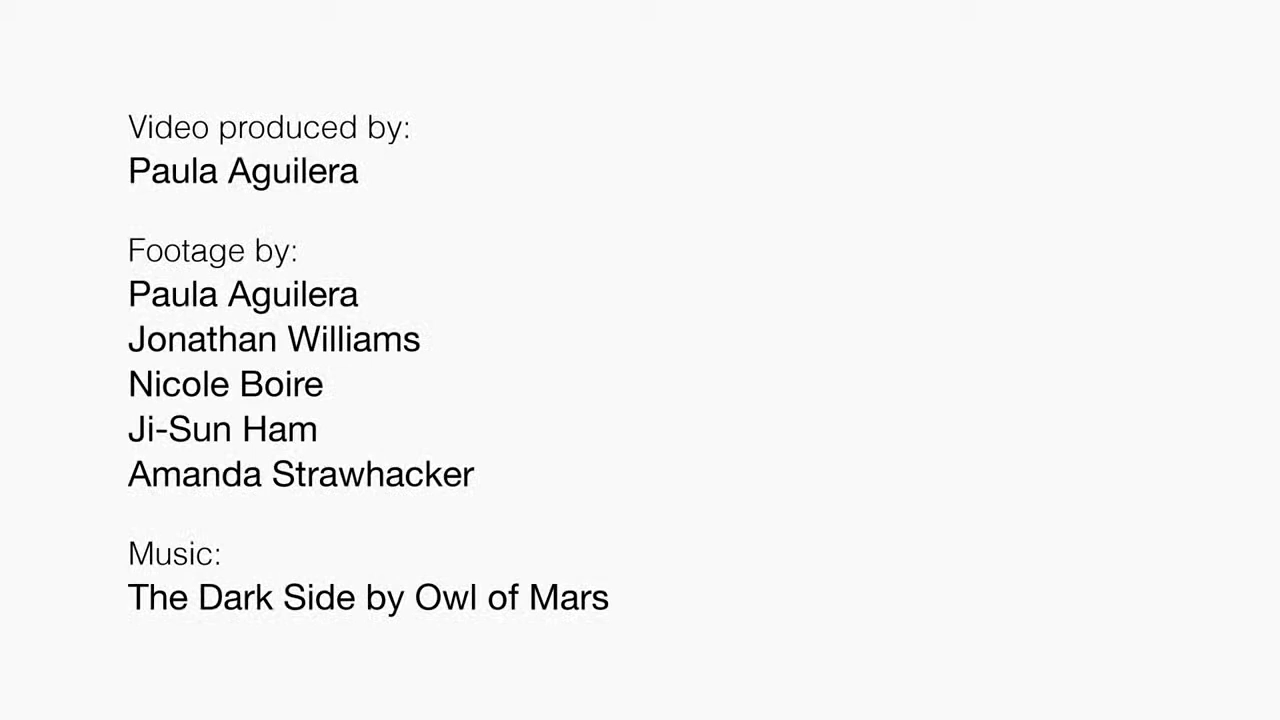 Video produced by:
Paula Aguilera
Footage by:
Paula Aguilera
Jonathan Williams
Nicole Boire
Ji-Sun Ham
Amanda Strawhacker
Music:
The Dark Side by Owl of Mars